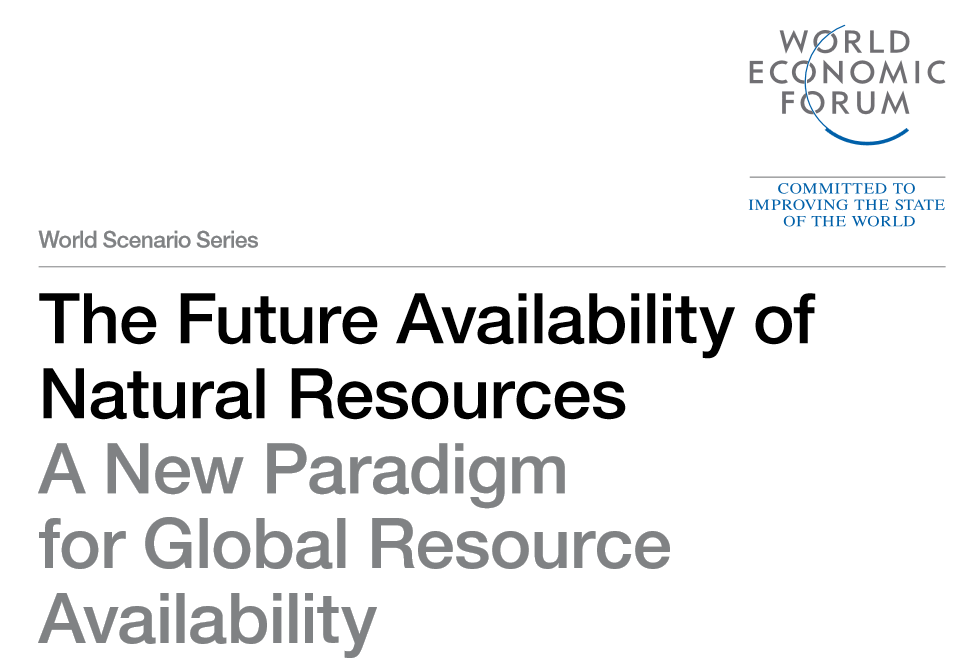 WORLD
ECONOMIC
FORUM
COMMITTED TO
IMPROVING THE STATE
OF THE WORLD
World Scenario Series
The Future Availability of
Natural Resources
A New Paradigm
for Global Resource
Availability